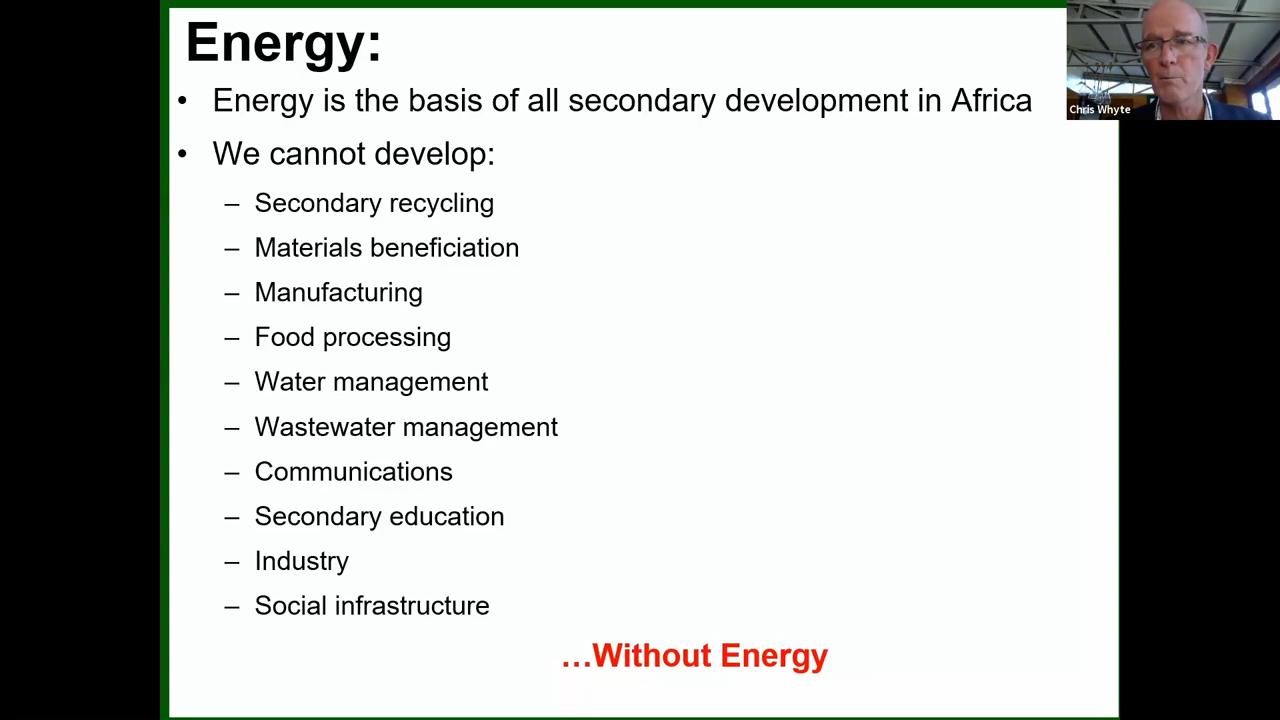 Energy:
• Energy is the basis of all secondary development in Africa
• We cannot develop:
– Secondary recycling
– Materials beneficiation
– Manufacturing
– Food processing
– Water management
– Wastewater management
– Communications
– Secondary education
– Industry
– Social infrastructure
…Without Energy
Chris Whyte